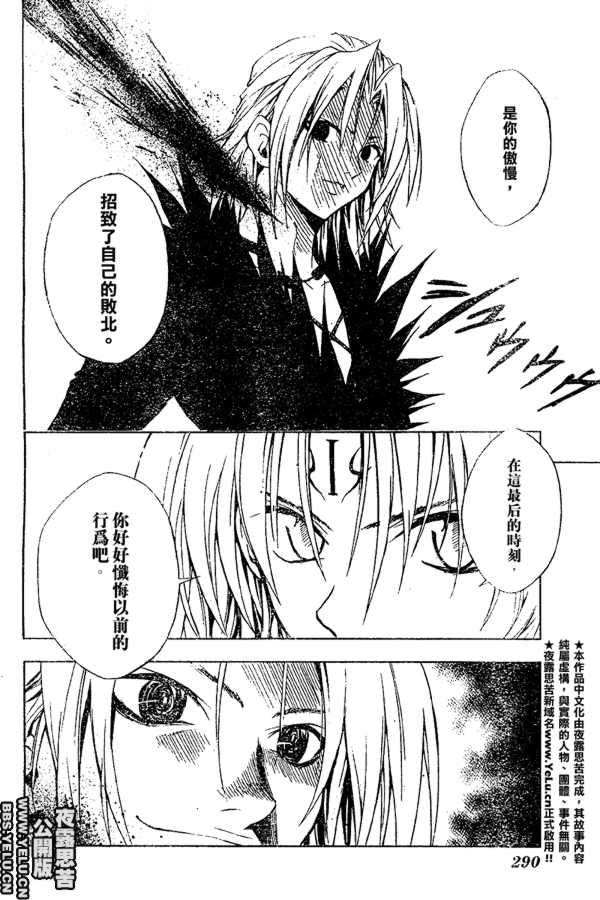 是你的傲慢，
招致了自己的敗北。
在這最后的時刻，
你好好懺悔以前的
行爲吧。
★本作品中文化由夜露思苦完成，其故事內容
純屬虛構，與實際的人物、團體、事件無關。
★夜露思苦新域名www.YeLu.cn正式啟用!!
290
夜露思苦
公開版
WWW.YELU.CN
BBS.YELU.CN